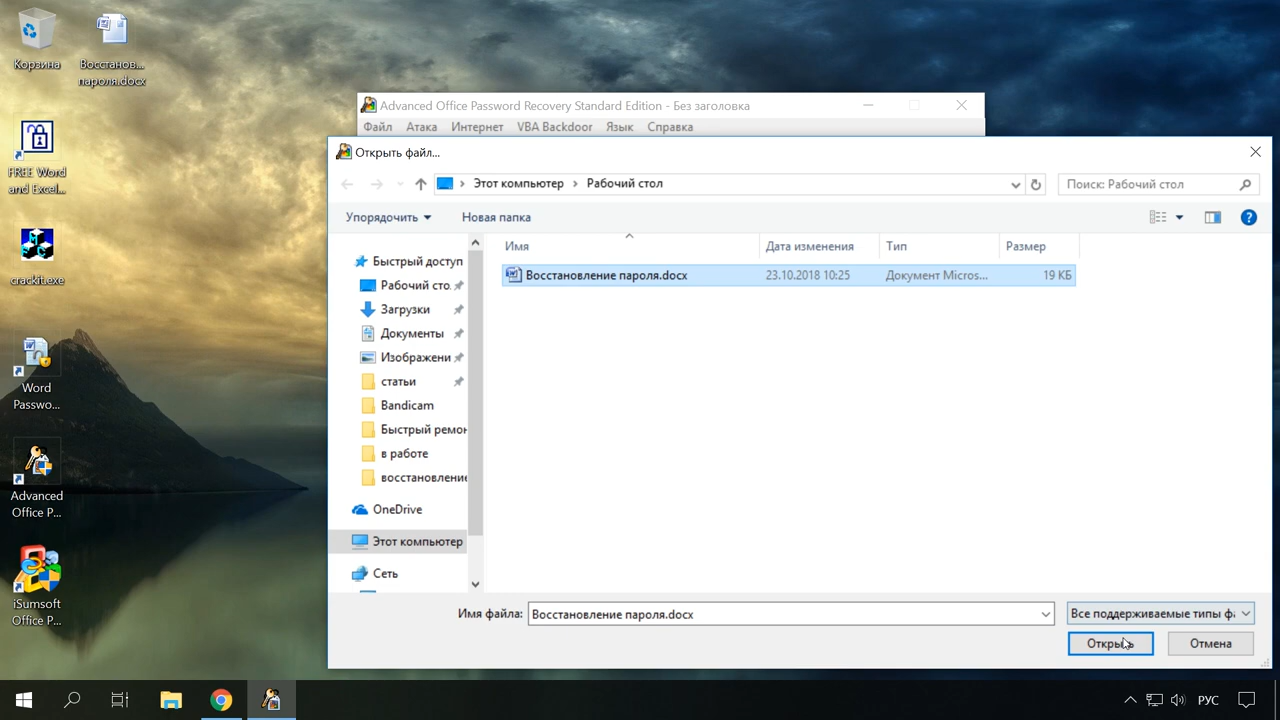 Корзина
Восстанов...
пароля.docx
FREE Word
and Excel...
crackit.exe
Word
Passwo...
Advanced
Office P...
iSumsoft
Office P...
Advanced Office Password Recovery Standard Edition - Без заголовка
Файл Атака Интернет VBA Backdoor Язык Справка
Открыть файл...
Этот компьютер › Рабочий стол
Поиск: Рабочий стол
Упорядочить Новая папка
Имя Дата изменения Тип Размер
Восстановление пароля.docx 23.10.2018 10:25 Документ Micros... 19 КБ
Быстрый доступ
Рабочий сто
Загрузки
Документы
Изображени
статьи
Bandicam
Быстрый ремон
в работе
восстановление
OneDrive
Этот компьютер
Сеть
Имя файла: Восстановление пароля.docx
Все поддерживаемые типы фа
Открыть Отмена
РУС